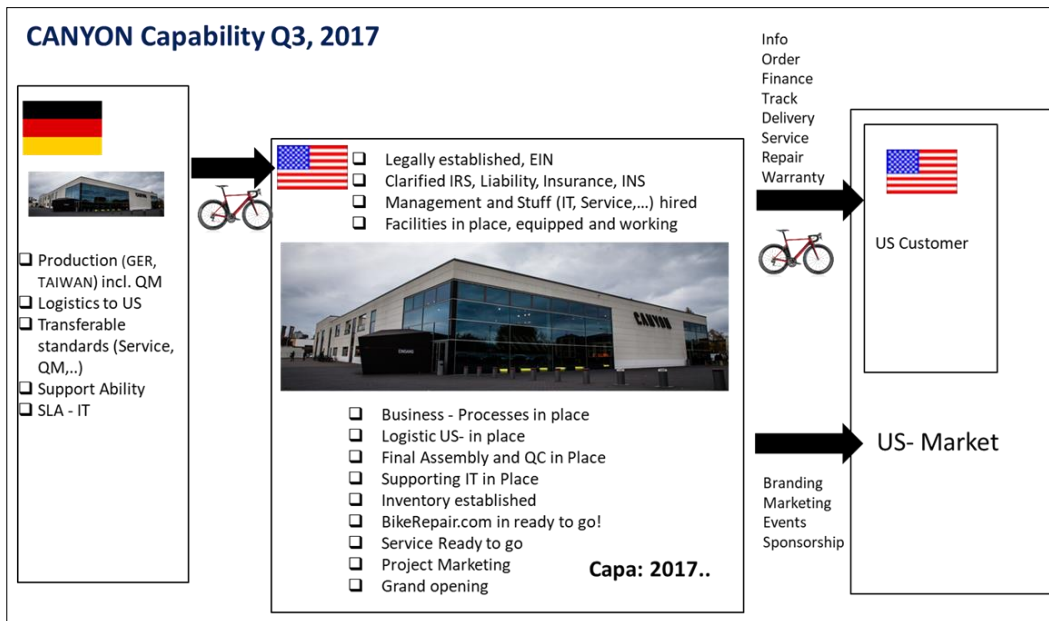 CANYON Capability Q3, 2017
❑ Production (GER,
TAIWAN) incl. QM
❑ Logistics to US
❑ Transferable
standards (Service,
QM,..)
❑ Support Ability
❑ SLA - IT
❑ Legally established, EIN
❑ Clarified IRS, Liability, Insurance, INS
❑ Management and Stuff (IT, Service,...) hired
❑ Facilities in place, equipped and working
CANYON
❑ Business - Processes in place
❑ Logistic US- in place
❑ Final Assembly and QC in Place
❑ Supporting IT in Place
❑ Inventory established
❑ BikeRepair.com in ready to go!
❑ Service Ready to go
❑ Project Marketing
❑ Grand opening
Capa: 2017..
Info
Order
Finance
Track
Delivery
Service
Repair
Warranty
US Customer
US- Market
Branding
Marketing
Events
Sponsorship